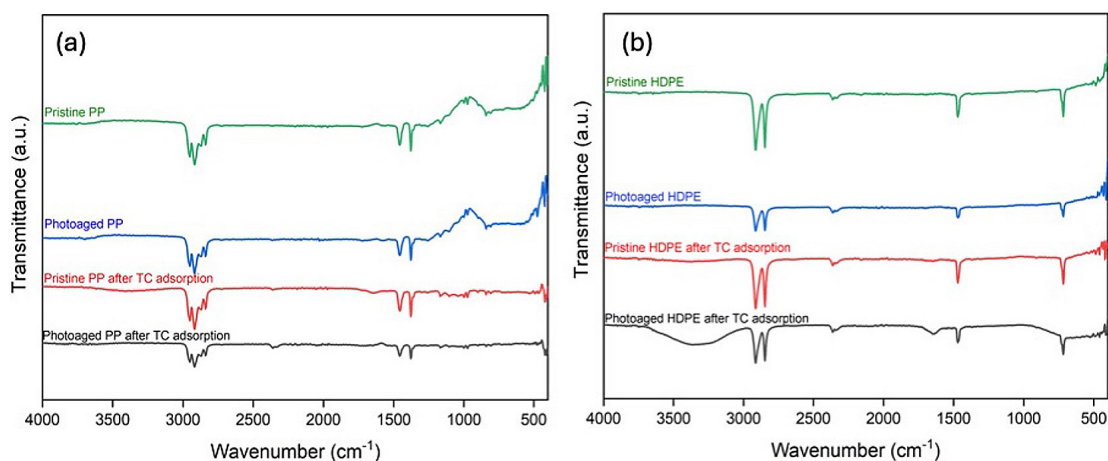 (a)
Pristine PP
Photoaged PP
Pristine PP after TC adsorption
Photoaged PP after TC adsorption
Transmittance (a.u.)
4000 3500 3000 2500 2000 1500 1000 500
Wavenumber (cm⁻¹)
(b)
Pristine HDPE
Photoaged HDPE
Pristine HDPE after TC adsorption
Photoaged HDPE after TC adsorption
Transmittance (a.u.)
4000 3500 3000 2500 2000 1500 1000 500
Wavenumber (cm⁻¹)